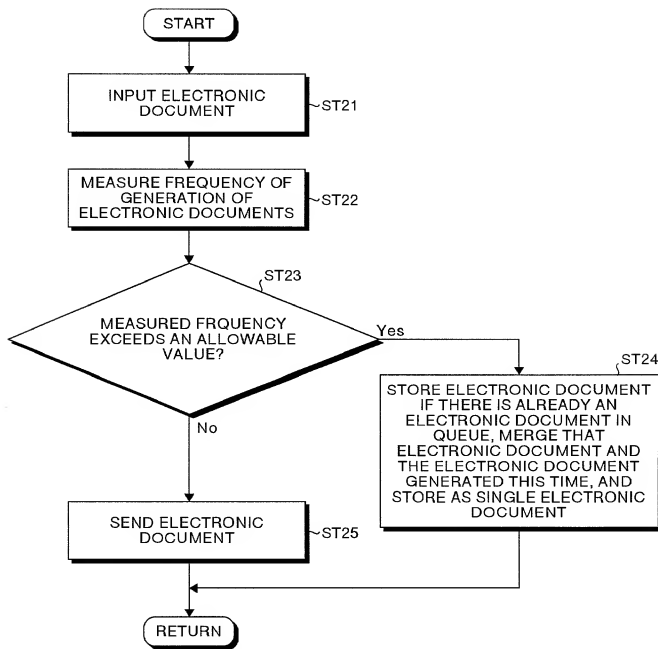 START
INPUT ELECTRONIC
DOCUMENT
ST21
MEASURE FREQUENCY OF
GENERATION OF
ELECTRONIC DOCUMENTS
ST22
ST23
MEASURED FRQUENCY
EXCEEDS AN ALLOWABLE
VALUE?
Yes
No
ST24
STORE ELECTRONIC DOCUMENT
IF THERE IS ALREADY AN
ELECTRONIC DOCUMENT IN
QUEUE, MERGE THAT
ELECTRONIC DOCUMENT AND
THE ELECTRONIC DOCUMENT
GENERATED THIS TIME, AND
STORE AS SINGLE ELECTRONIC
DOCUMENT
SEND ELECTRONIC
DOCUMENT
ST25
RETURN